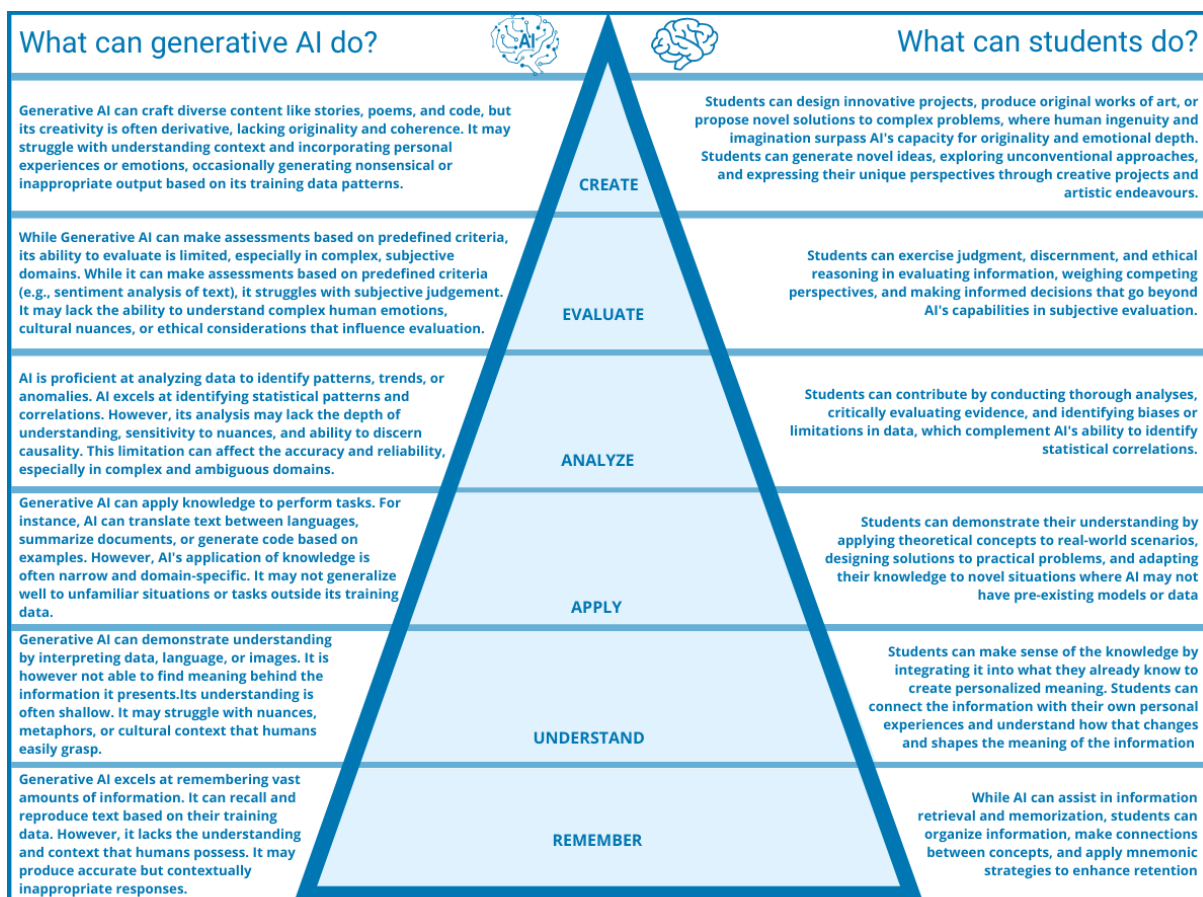 What can generative AI do?
AI
What can students do?
Generative AI can craft diverse content like stories, poems, and code, but
its creativity is often derivative, lacking originality and coherence. It may
struggle with understanding context and incorporating personal
experiences or emotions, occasionally generating nonsensical or
inappropriate output based on its training data patterns.
CREATE
Students can design innovative projects, produce original works of art, or
propose novel solutions to complex problems, where human ingenuity and
imagination surpass AI's capacity for originality and emotional depth.
Students can generate novel ideas, exploring unconventional approaches,
and expressing their unique perspectives through creative projects and
artistic endeavours.
While Generative AI can make assessments based on predefined criteria,
its ability to evaluate is limited, especially in complex, subjective
domains. While it can make assessments based on predefined criteria
(e.g., sentiment analysis of text), it struggles with subjective judgement.
It may lack the ability to understand complex human emotions,
cultural nuances, or ethical considerations that influence evaluation.
EVALUATE
Students can exercise judgment, discernment, and ethical
reasoning in evaluating information, weighing competing
perspectives, and making informed decisions that go beyond
AI's capabilities in subjective evaluation.
AI is proficient at analyzing data to identify patterns, trends, or
anomalies. AI excels at identifying statistical patterns and
correlations. However, its analysis may lack the depth of
understanding, sensitivity to nuances, and ability to discern
causality. This limitation can affect the accuracy and reliability,
especially in complex and ambiguous domains.
ANALYZE
Students can contribute by conducting thorough analyses,
critically evaluating evidence, and identifying biases or
limitations in data, which complement AI's ability to identify
statistical correlations.
Generative AI can apply knowledge to perform tasks. For
instance, AI can translate text between languages,
summarize documents, or generate code based on
examples. However, AI's application of knowledge is
often narrow and domain-specific. It may not generalize
well to unfamiliar situations or tasks outside its training
data.
APPLY
Students can demonstrate their understanding by
applying theoretical concepts to real-world scenarios,
designing solutions to practical problems, and adapting
their knowledge to novel situations where AI may not
have pre-existing models or data
Generative AI can demonstrate understanding
by interpreting data, language, or images. It is
however not able to find meaning behind the
information it presents.Its understanding is
often shallow. It may struggle with nuances,
metaphors, or cultural context that humans
easily grasp.
UNDERSTAND
Students can make sense of the knowledge by
integrating it into what they already know to
create personalized meaning. Students can
connect the information with their own personal
experiences and understand how that changes
and shapes the meaning of the information
Generative AI excels at remembering vast
amounts of information. It can recall and
reproduce text based on their training
data. However, it lacks the understanding
and context that humans possess. It may
produce accurate but contextually
inappropriate responses.
REMEMBER
While AI can assist in information
retrieval and memorization, students can
organize information, make connections
between concepts, and apply mnemonic
strategies to enhance retention